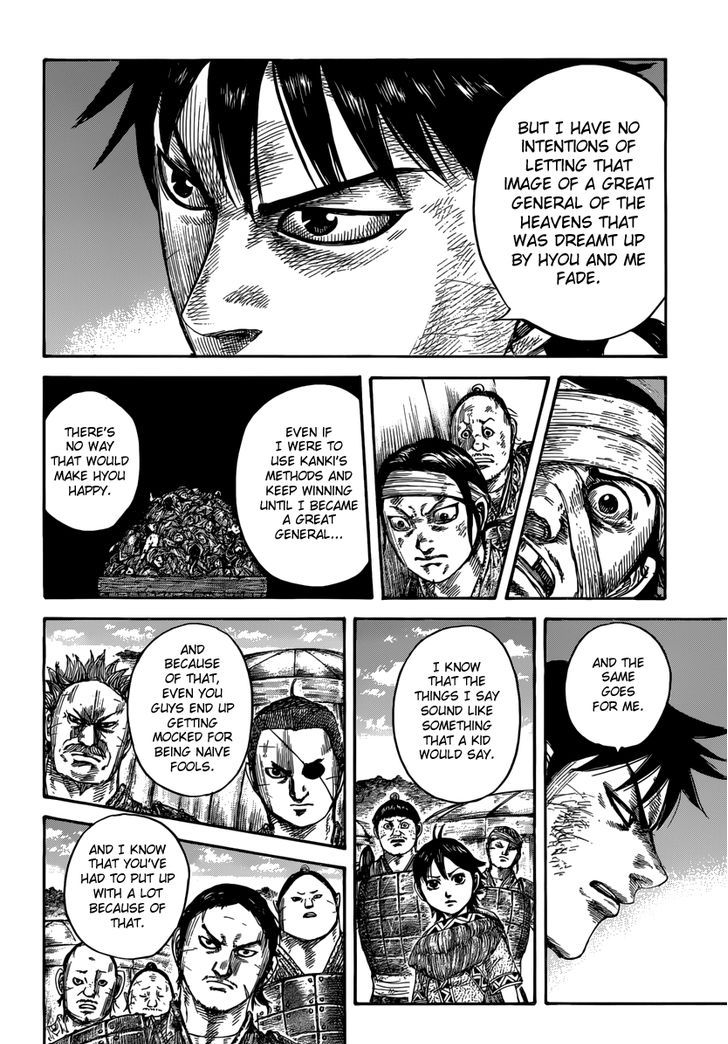 BUT I HAVE NO
INTENTIONS OF
LETTING THAT
IMAGE OF A GREAT
GENERAL OF THE
HEAVENS THAT
WAS DREAMT UP
BY HYOU AND ME
FADE.
EVEN IF
I WERE TO
USE KANKI'S
METHODS AND
KEEP WINNING
UNTIL I BECAME
A GREAT
GENERAL...
THERE'S
NO WAY
THAT WOULD
MAKE HYOU
HAPPY.
AND
THE SAME
GOES
FOR ME.
I KNOW
THAT THE
THINGS I SAY
SOUND LIKE
SOMETHING
THAT A KID
WOULD SAY.
AND
BECAUSE
OF THAT,
EVEN YOU
GUYS END UP
GETTING
MOCKED FOR
BEING NAIVE
FOOLS.
AND I KNOW
THAT YOU'VE
HAD TO PUT UP
WITH A LOT
BECAUSE OF
THAT.